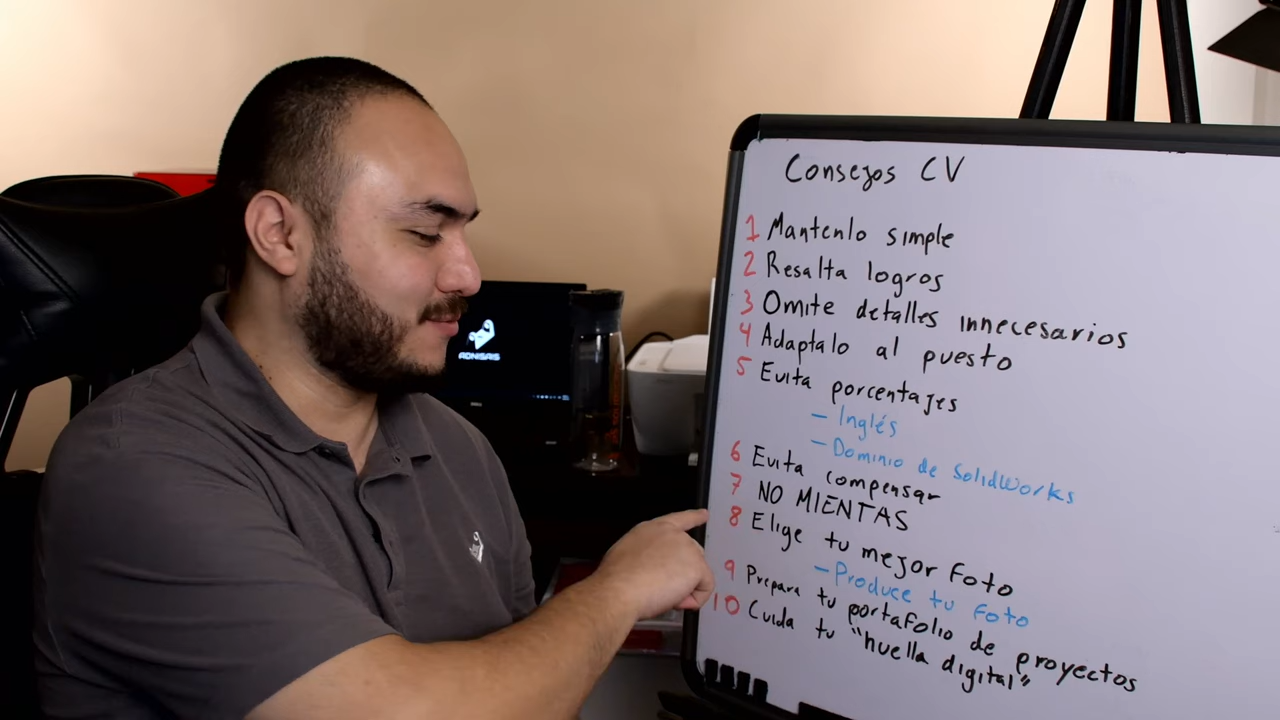 Consejos CV
1 Mantenlo simple
2 Resalta logros
3 Omite detalles innecesarios
4 Adaptalo al puesto
5 Evita porcentajes
– Inglés
– Dominio de SolidWorks
6 Evita compensar
7 NO MIENTAS
8 Elige tu mejor foto
– Produce tu foto
9 Prepara tu portafolio de proyectos
10 Cuida tu "huella digital"